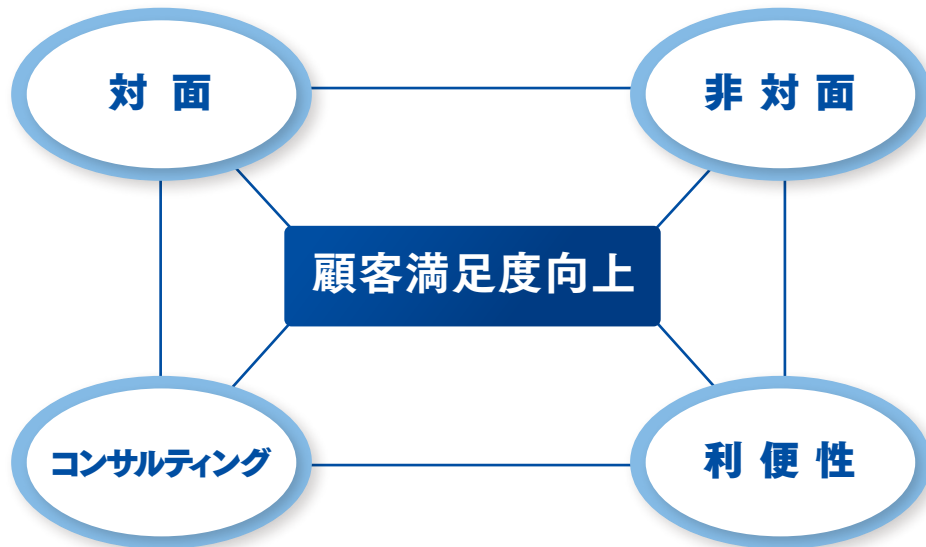 対面
非対面
顧客満足度向上
コンサルティング
利便性